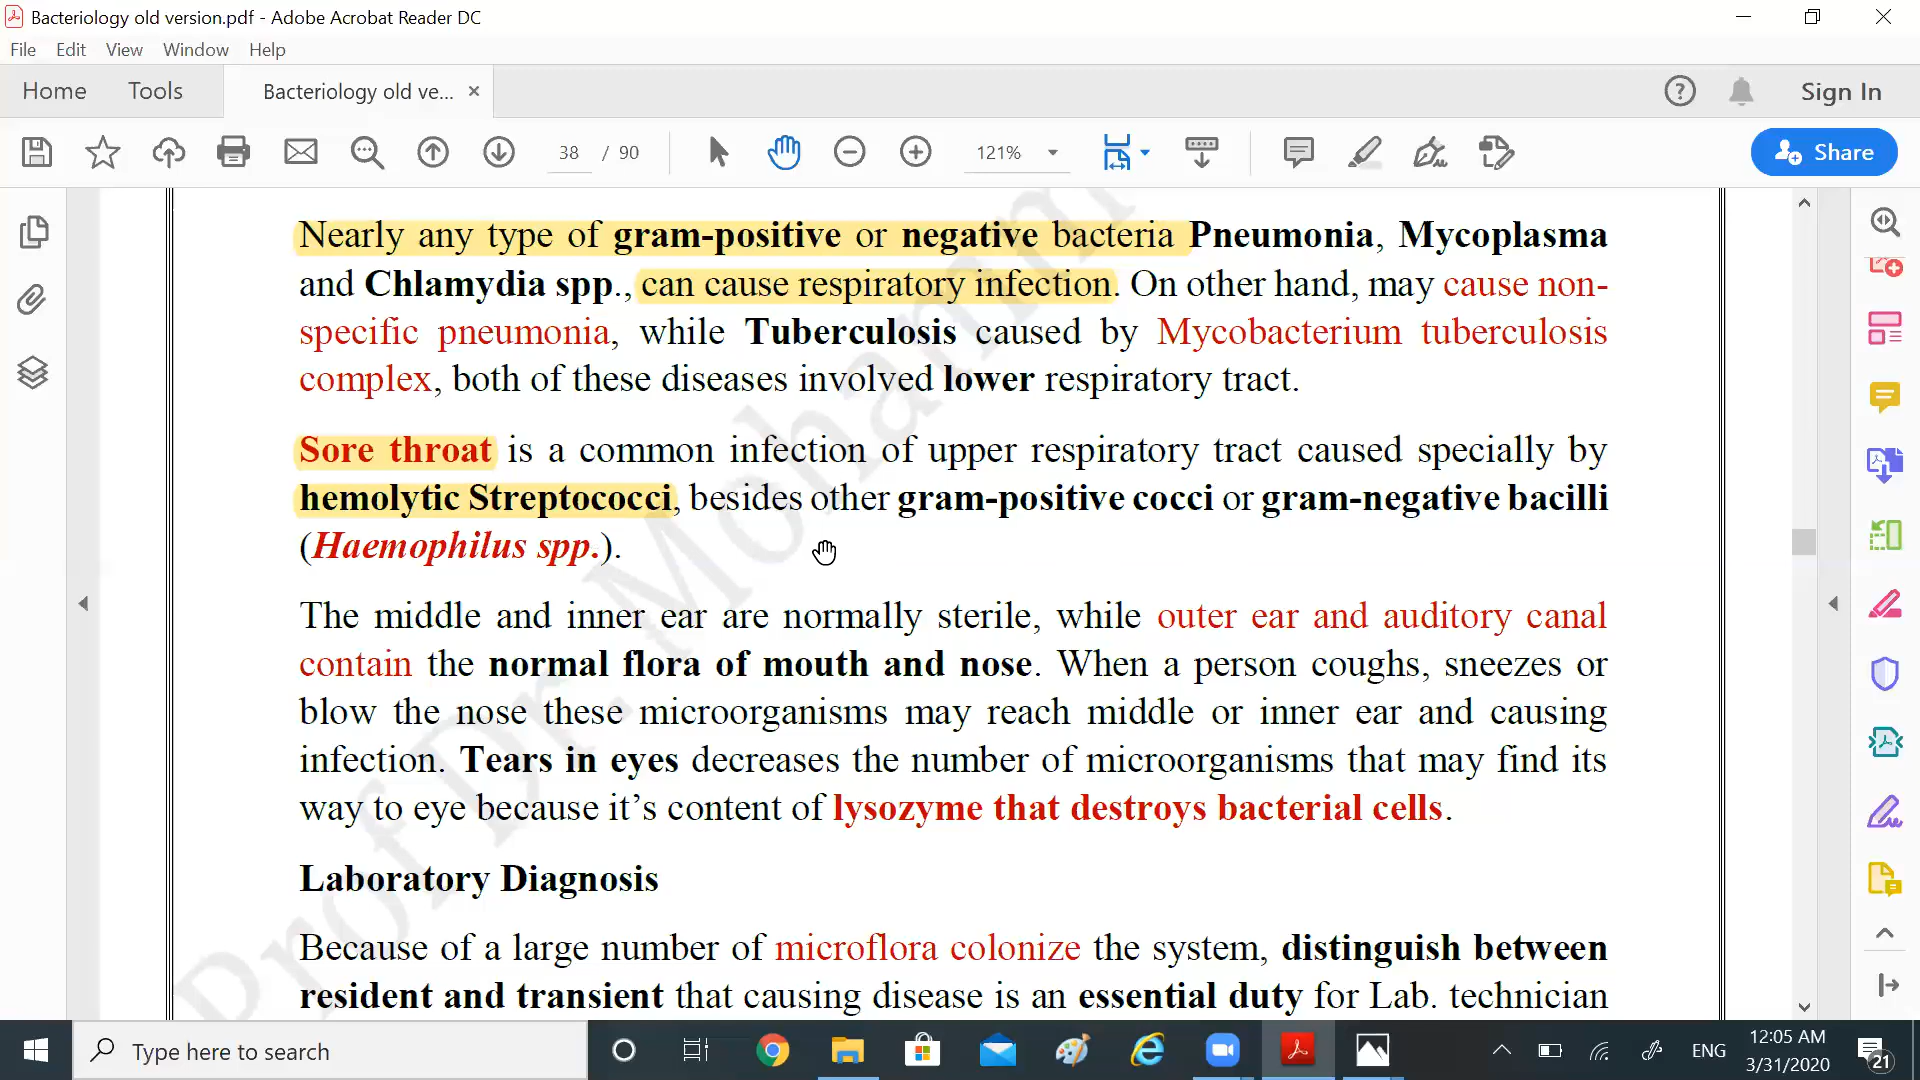 Bacteriology old version.pdf - Adobe Acrobat Reader DC
File Edit View Window Help
Home Tools Bacteriology old ve... × Sign In
38 / 90 121% Share
Nearly any type of gram-positive or negative bacteria Pneumonia, Mycoplasma
and Chlamydia spp., can cause respiratory infection. On other hand, may cause non-
specific pneumonia, while Tuberculosis caused by Mycobacterium tuberculosis
complex, both of these diseases involved lower respiratory tract.
Sore throat is a common infection of upper respiratory tract caused specially by
hemolytic Streptococci, besides other gram-positive cocci or gram-negative bacilli
(Haemophilus spp.).
The middle and inner ear are normally sterile, while outer ear and auditory canal
contain the normal flora of mouth and nose. When a person coughs, sneezes or
blow the nose these microorganisms may reach middle or inner ear and causing
infection. Tears in eyes decreases the number of microorganisms that may find its
way to eye because it’s content of lysozyme that destroys bacterial cells.
Laboratory Diagnosis
Because of a large number of microflora colonize the system, distinguish between
resident and transient that causing disease is an essential duty for Lab. technician
Prof Dr. Mohamm
Type here to search
ENG
12:05 AM
3/31/2020
21